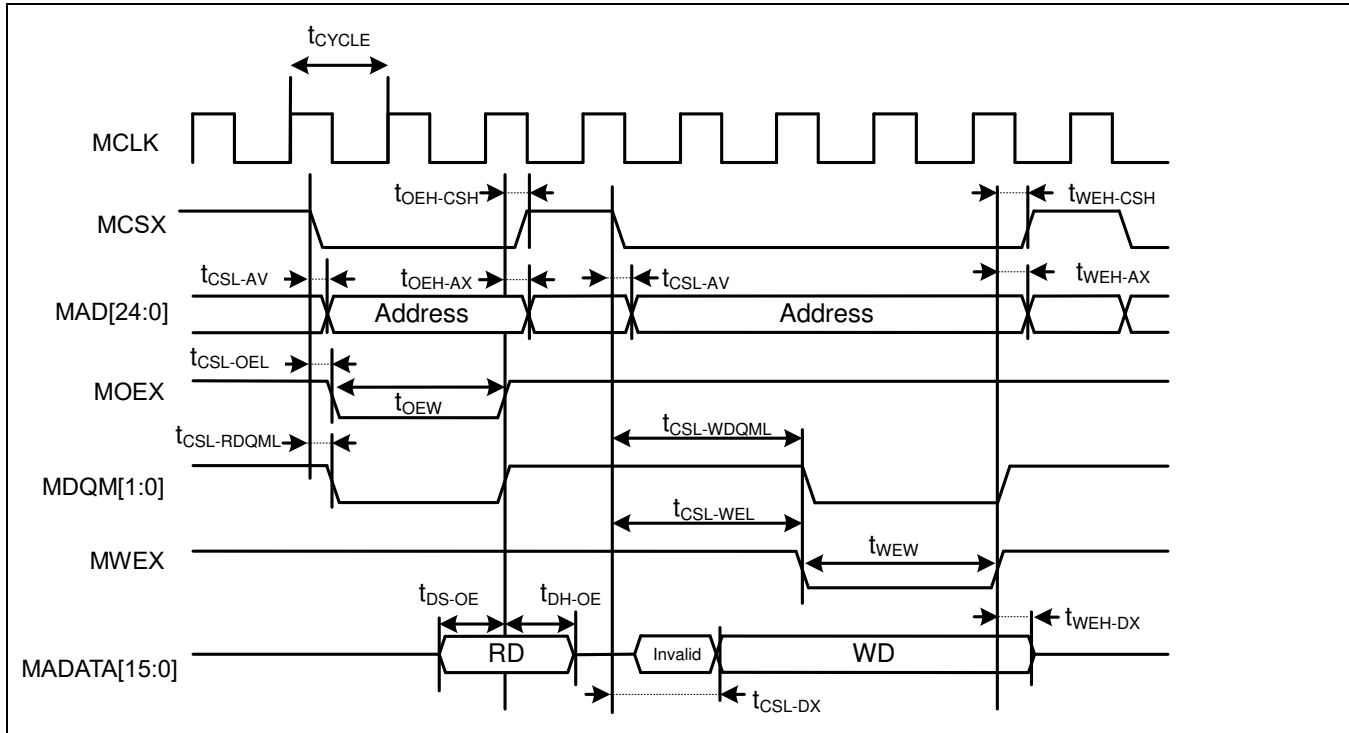 tCYCLE
MCLK
tOEH-CSH
tWEH-CSH
MCSX
tCSL-AV
tOEH-AX
tCSL-AV
tWEH-AX
MAD[24:0]
Address
Address
tCSL-OEL
MOEX
tOEW
tCSL-RDQML
tCSL-WDQML
MDQM[1:0]
tCSL-WEL
MWEX
tWEW
tDS-OE
tDH-OE
tWEH-DX
MADATA[15:0]
RD
Invalid
WD
tCSL-DX